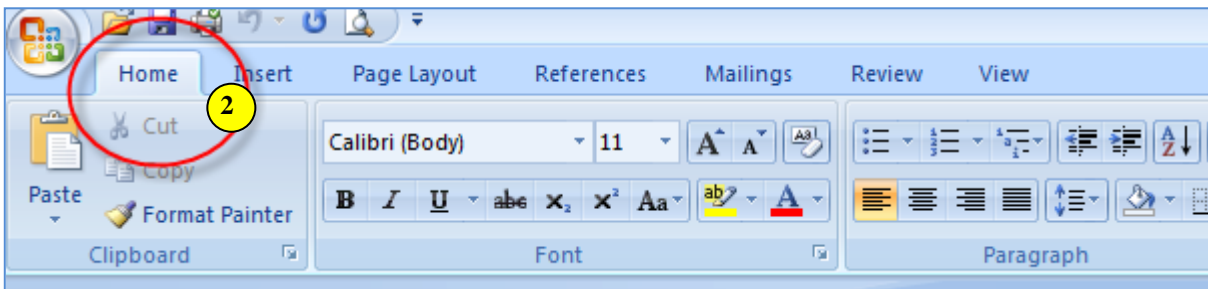 Home Insert Page Layout References Mailings Review View
2
Cut
Calibri (Body) 11 A A Aa
Copy
Paste
B I U abc X₂ X² Aa ab A
Format Painter
Clipboard Font Paragraph